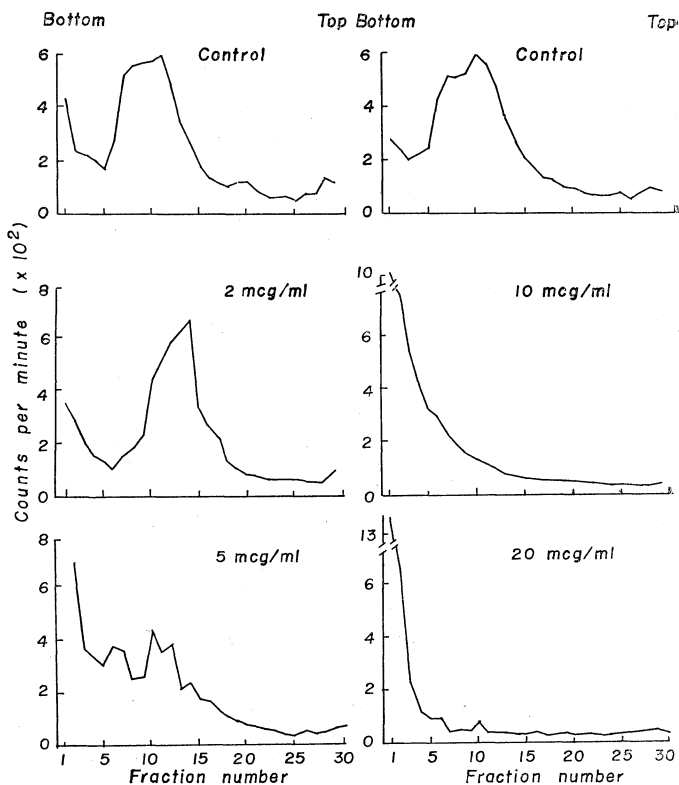 Bottom Top Bottom Top
Control Control
6 6
4 4
2 2
0 0
Counts per minute (x 10²)
2 mcg/ml 10 mcg/ml
8 10
6 6
4 4
2 2
0 0
5 mcg/ml 20 mcg/ml
8 13
6 6
4 4
2 2
0 0
1 5 10 15 20 25 30 1 5 10 15 20 25 30
Fraction number Fraction number